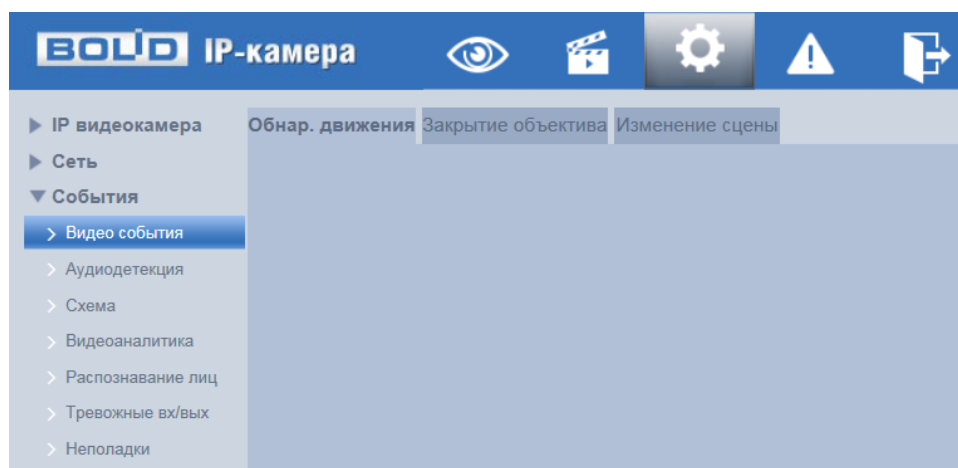 BOLID IP-камера
IP видеокамера
Сеть
События
Видео события
Аудиодетекция
Схема
Видеоаналитика
Распознавание лиц
Тревожные вх/вых
Неполадки
Обнар. движения Закрытие объектива Изменение сцены